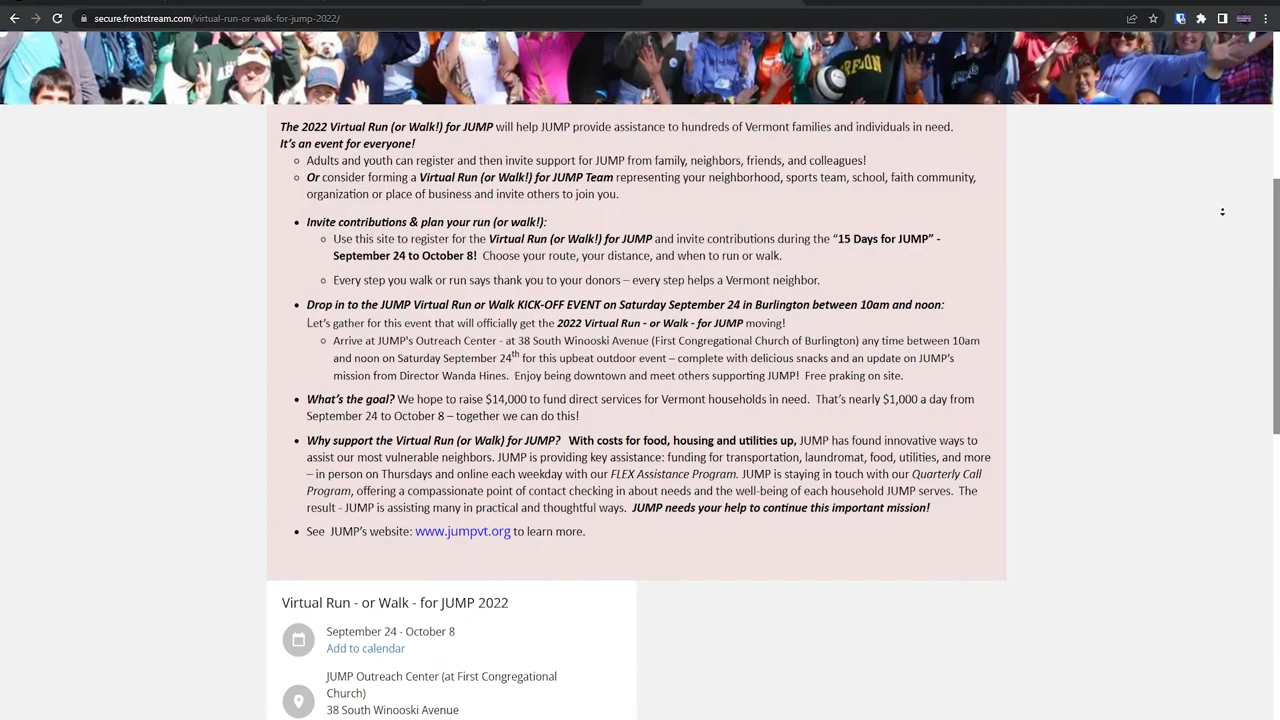 secure.frontstream.com/virtual-run-or-walk-for-jump-2022/
The 2022 Virtual Run (or Walk!) for JUMP will help JUMP provide assistance to hundreds of Vermont families and individuals in need.
It's an event for everyone!
Adults and youth can register and then invite support for JUMP from family, neighbors, friends, and colleagues!
Or consider forming a Virtual Run (or Walk!) for JUMP Team representing your neighborhood, sports team, school, faith community,
organization or place of business and invite others to join you.
Invite contributions & plan your run (or walk!):
Use this site to register for the Virtual Run (or Walk!) for JUMP and invite contributions during the “15 Days for JUMP” -
September 24 to October 8! Choose your route, your distance, and when to run or walk.
Every step you walk or run says thank you to your donors – every step helps a Vermont neighbor.
Drop in to the JUMP Virtual Run or Walk KICK-OFF EVENT on Saturday September 24 in Burlington between 10am and noon:
Let's gather for this event that will officially get the 2022 Virtual Run - or Walk - for JUMP moving!
Arrive at JUMP's Outreach Center - at 38 South Winooski Avenue (First Congregational Church of Burlington) any time between 10am
and noon on Saturday September 24th for this upbeat outdoor event – complete with delicious snacks and an update on JUMP's
mission from Director Wanda Hines. Enjoy being downtown and meet others supporting JUMP! Free praking on site.
What's the goal? We hope to raise $14,000 to fund direct services for Vermont households in need. That's nearly $1,000 a day from
September 24 to October 8 – together we can do this!
Why support the Virtual Run (or Walk) for JUMP? With costs for food, housing and utilities up, JUMP has found innovative ways to
assist our most vulnerable neighbors. JUMP is providing key assistance: funding for transportation, laundromat, food, utilities, and more
– in person on Thursdays and online each weekday with our FLEX Assistance Program. JUMP is staying in touch with our Quarterly Call
Program, offering a compassionate point of contact checking in about needs and the well-being of each household JUMP serves. The
result - JUMP is assisting many in practical and thoughtful ways. JUMP needs your help to continue this important mission!
See JUMP's website: www.jumpvt.org to learn more.
Virtual Run - or Walk - for JUMP 2022
September 24 - October 8
Add to calendar
JUMP Outreach Center (at First Congregational
Church)
38 South Winooski Avenue